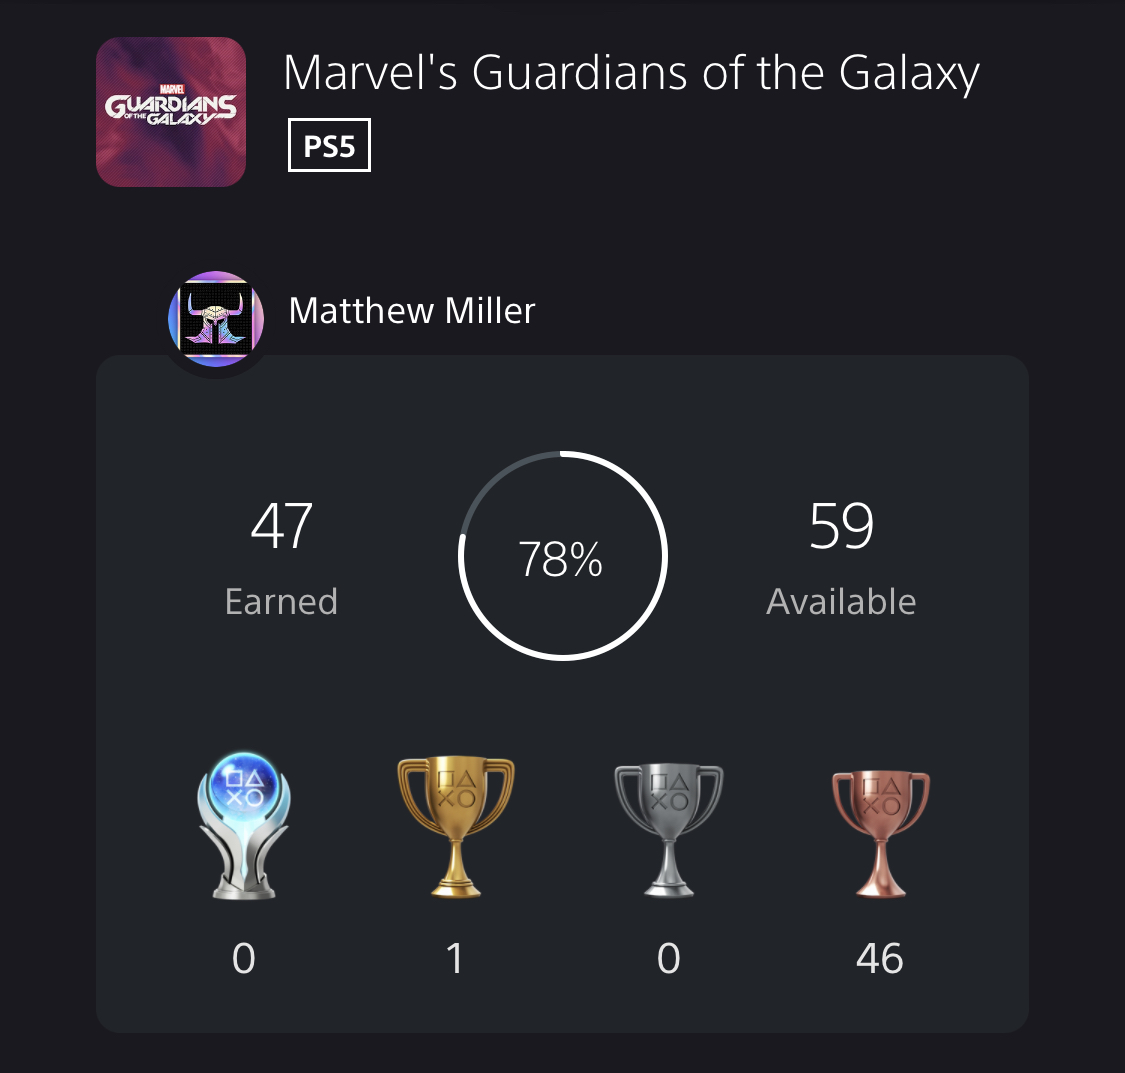 MARVEL
GUARDIANS
OF THE GALAXY
Marvel's Guardians of the Galaxy
PS5
Matthew Miller
47
Earned
78%
59
Available
0
1
0
46